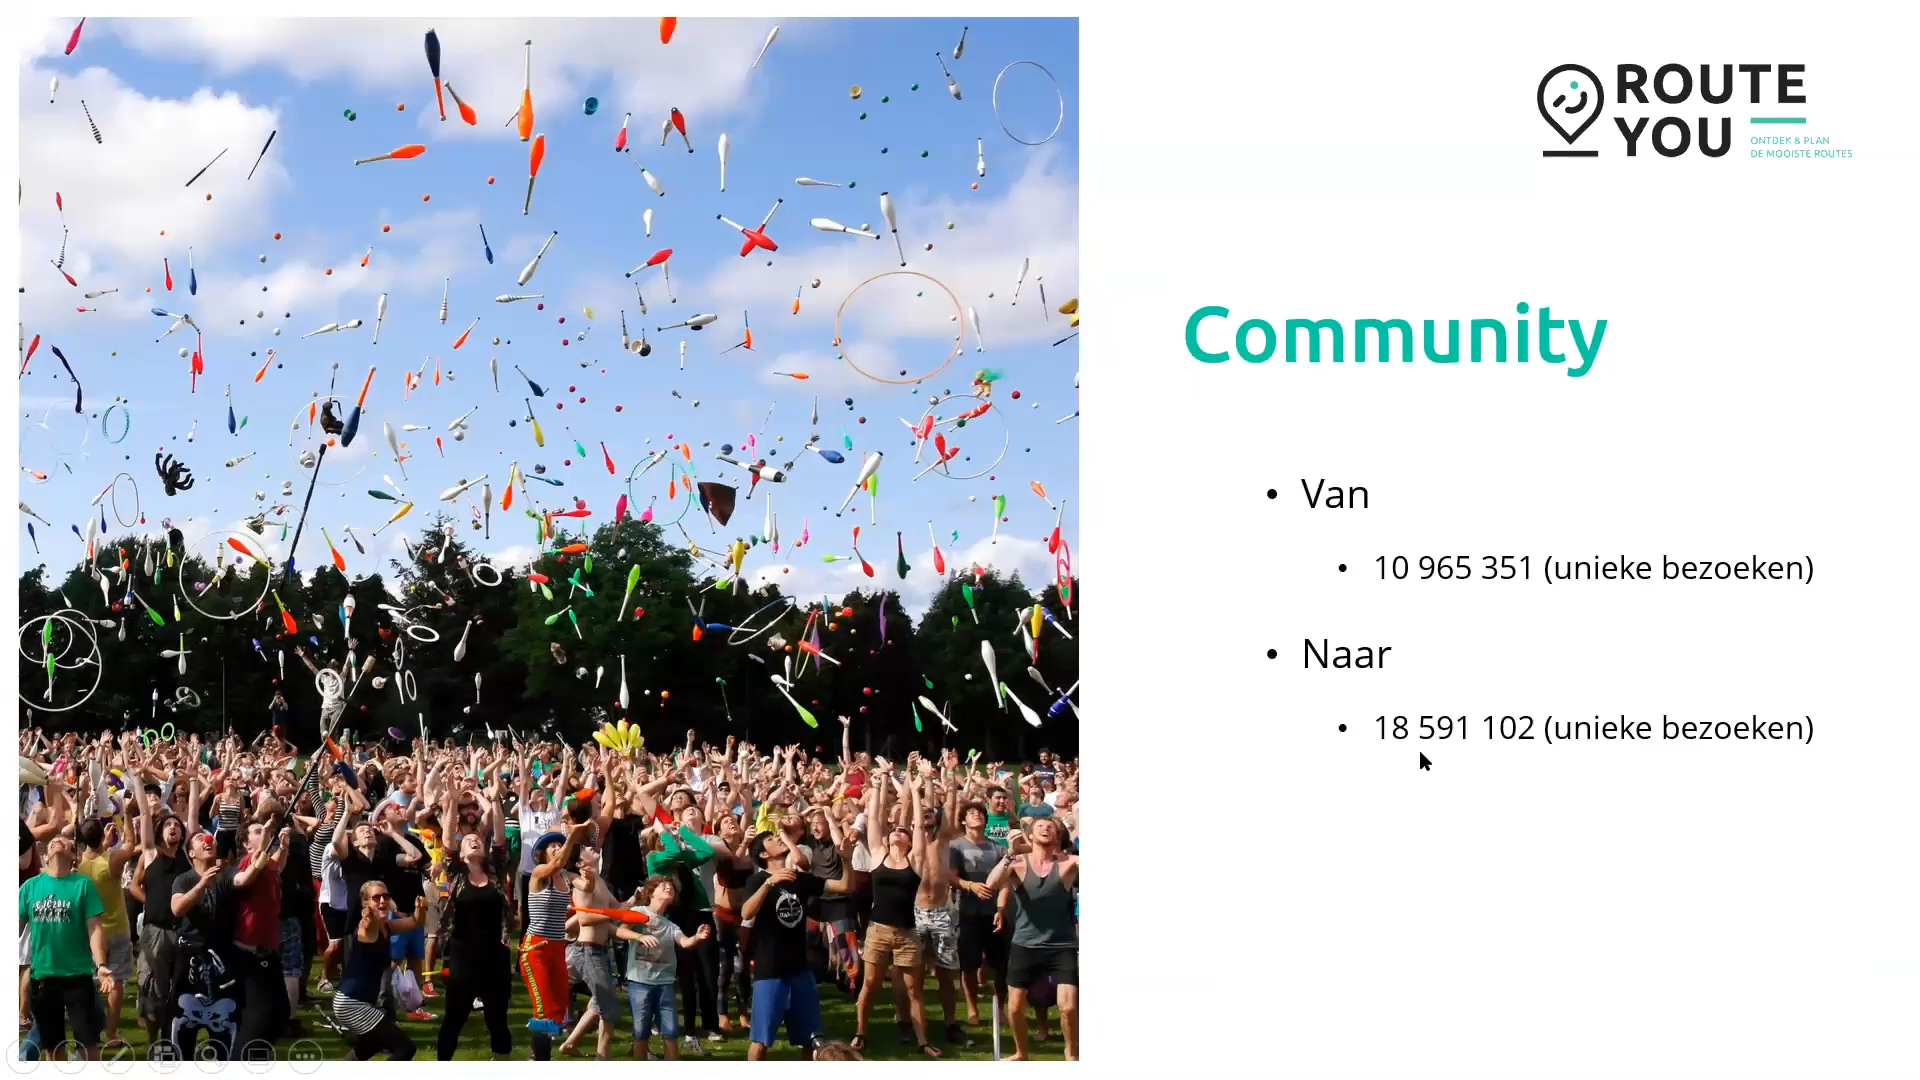 ROUTE
YOU
ONTDEK & PLAN
DE MOOISTE ROUTES
Community
• Van
• 10 965 351 (unieke bezoeken)
• Naar
• 18 591 102 (unieke bezoeken)